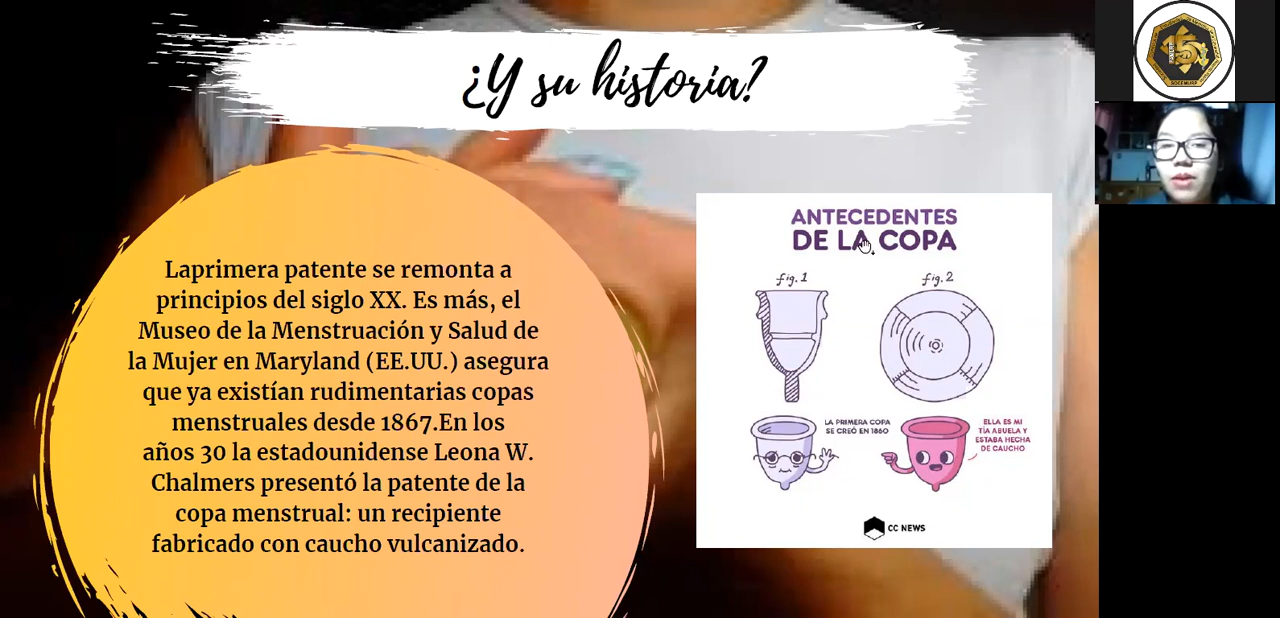 ¿Y su historia?
Laprimera patente se remonta a
principios del siglo XX. Es más, el
Museo de la Menstruación y Salud de
la Mujer en Maryland (EE.UU.) asegura
que ya existían rudimentarias copas
menstruales desde 1867.En los
años 30 la estadounidense Leona W.
Chalmers presentó la patente de la
copa menstrual: un recipiente
fabricado con caucho vulcanizado.
ANTECEDENTES
DE LA COPA
fig.1
fig.2
LA PRIMERA COPA
SE CREÓ EN 1860
ELLA ES MI
TÍA ABUELA Y
ESTABA HECHA
DE CAUCHO
CC NEWS
15
SOCEMURP